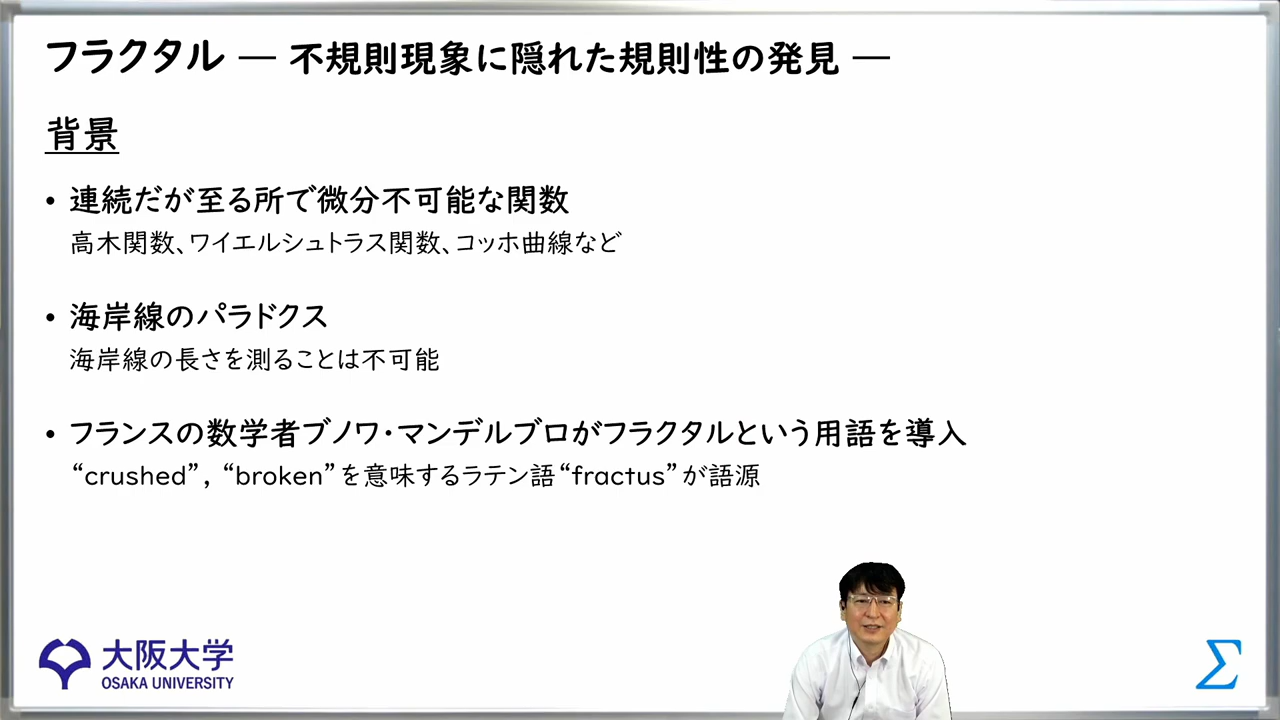 フラクタル ― 不規則現象に隠れた規則性の発見 ―
背景
• 連続だが至る所で微分不可能な関数
高木関数、ワイエルシュトラス関数、コッホ曲線など
• 海岸線のパラドクス
海岸線の長さを測ることは不可能
• フランスの数学者ブノワ・マンデルブロがフラクタルという用語を導入
“crushed”, “broken”を意味するラテン語“fractus”が語源
大阪大学
OSAKA UNIVERSITY
Σ